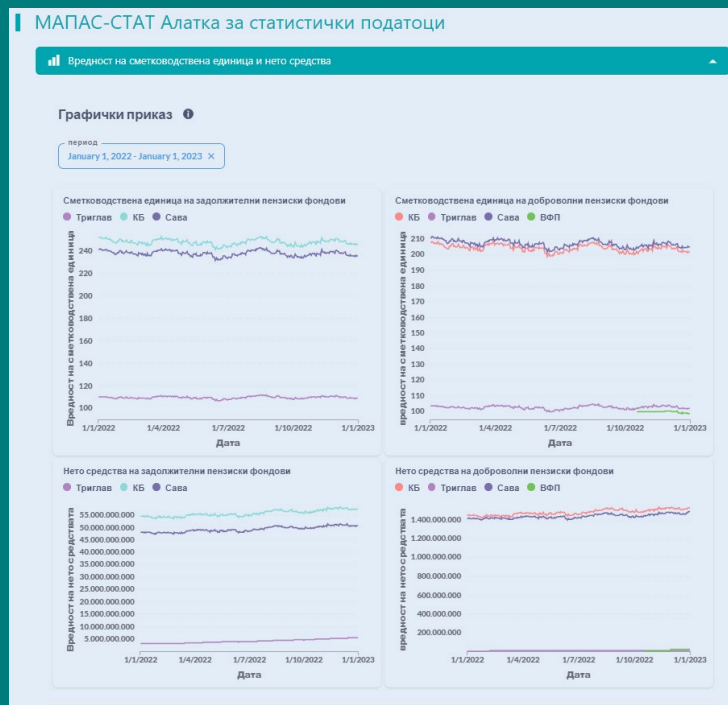 МАПАС-СТАТ Алатка за статистички податоци
Вредност на сметководствена единица и нето средства
Графички приказ
период
January 1, 2022 - January 1, 2023 ×
Сметководствена единица на задолжителни пензиски фондови
Триглав КБ Сава
Вредност на сметководствена единица
240
220
200
180
160
140
120
100
1/1/2022 1/4/2022 1/7/2022 1/10/2022 1/1/2023
Дата
Сметководствена единица на доброволни пензиски фондови
КБ Триглав Сава ВФП
вредност на сметководствена единица
210
200
190
180
170
160
150
140
130
120
110
100
1/1/2022 1/4/2022 1/7/2022 1/10/2022 1/1/2023
Дата
Нето средства на задолжителни пензиски фондови
Триглав КБ Сава
Вредност на нето средствата
55.000.000.000
50.000.000.000
45.000.000.000
40.000.000.000
35.000.000.000
30.000.000.000
25.000.000.000
20.000.000.000
15.000.000.000
10.000.000.000
5.000.000.000
1/1/2022 1/4/2022 1/7/2022 1/10/2022 1/1/2023
Дата
Нето средства на доброволни пензиски фондови
КБ Триглав Сава ВФП
вредност на нето средствата
1.400.000.000
1.200.000.000
1.000.000.000
800.000.000
600.000.000
400.000.000
200.000.000
1/1/2022 1/4/2022 1/7/2022 1/10/2022 1/1/2023
Дата